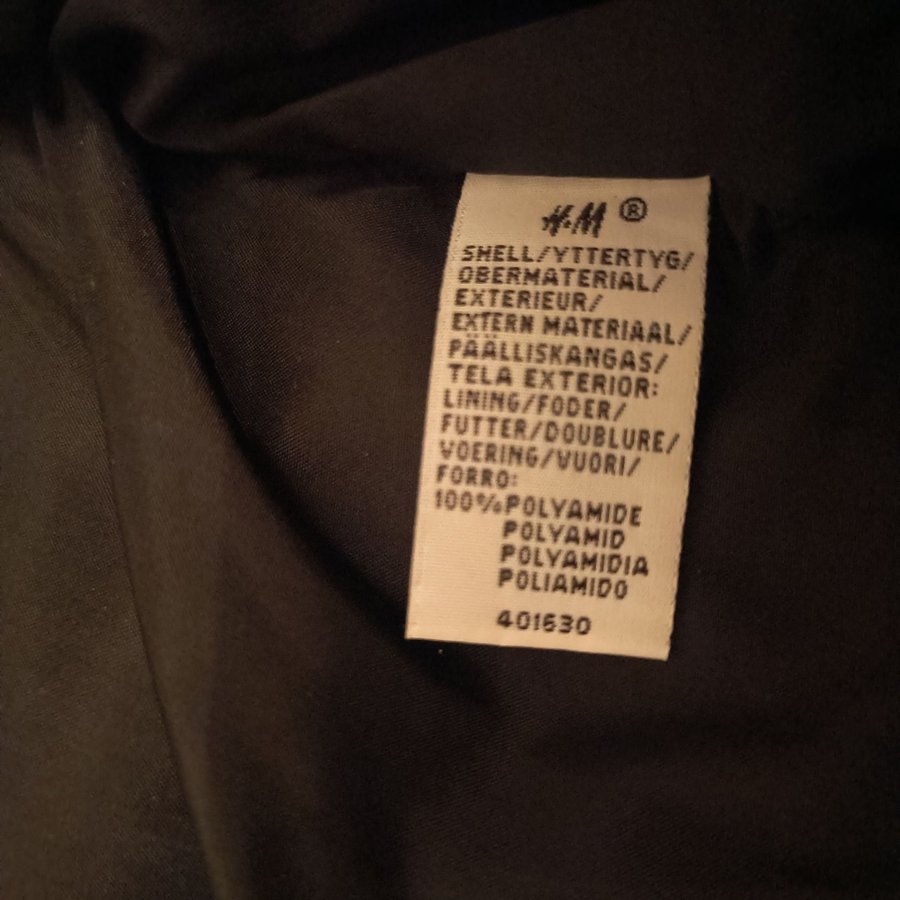 H&M ®
SHELL/YTTERTYG/
OBERMATERIAL/
EXTERIEUR/
EXTERN MATERIAAL/
PÄÄLLISKANGAS/
TELA EXTERIOR:
LINING/FODER/
FUTTER/DOUBLURE/
VOERING/VUORI/
FORRO:
100%POLYAMIDE
POLYAMID
POLYAMIDIA
POLIAMIDO
401630